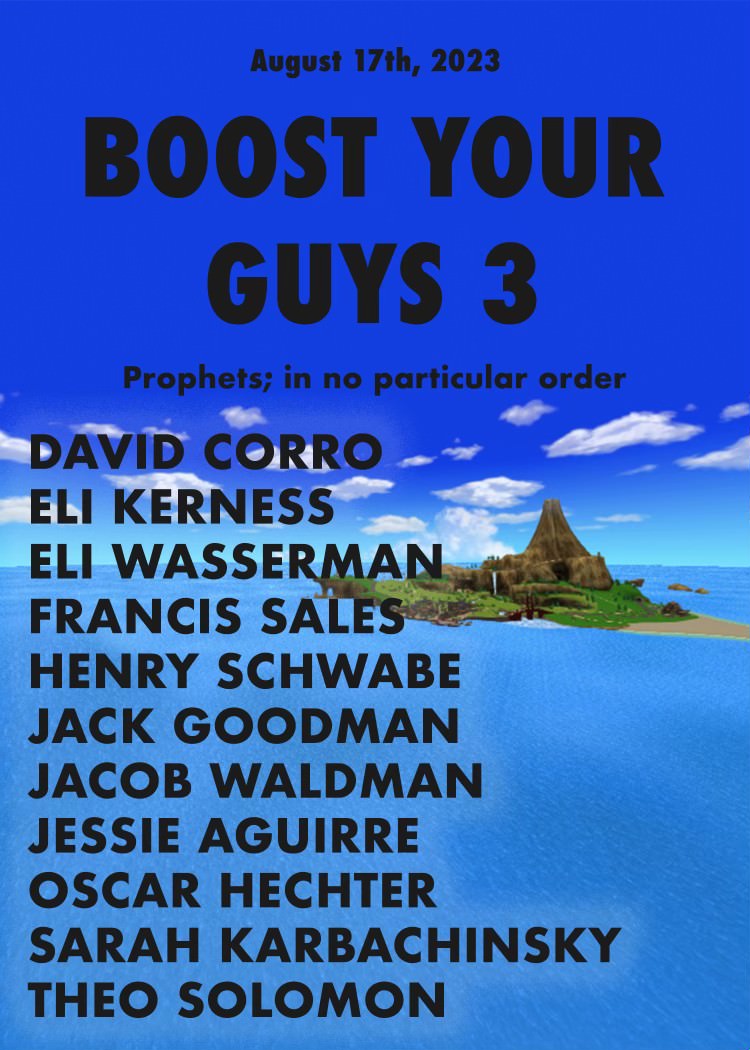 August 17th, 2023
BOOST YOUR
GUYS 3
Prophets; in no particular order
DAVID CORRO
ELI KERNESS
ELI WASSERMAN
FRANCIS SALES
HENRY SCHWABE
JACK GOODMAN
JACOB WALDMAN
JESSIE AGUIRRE
OSCAR HECHTER
SARAH KARBACHINSKY
THEO SOLOMON